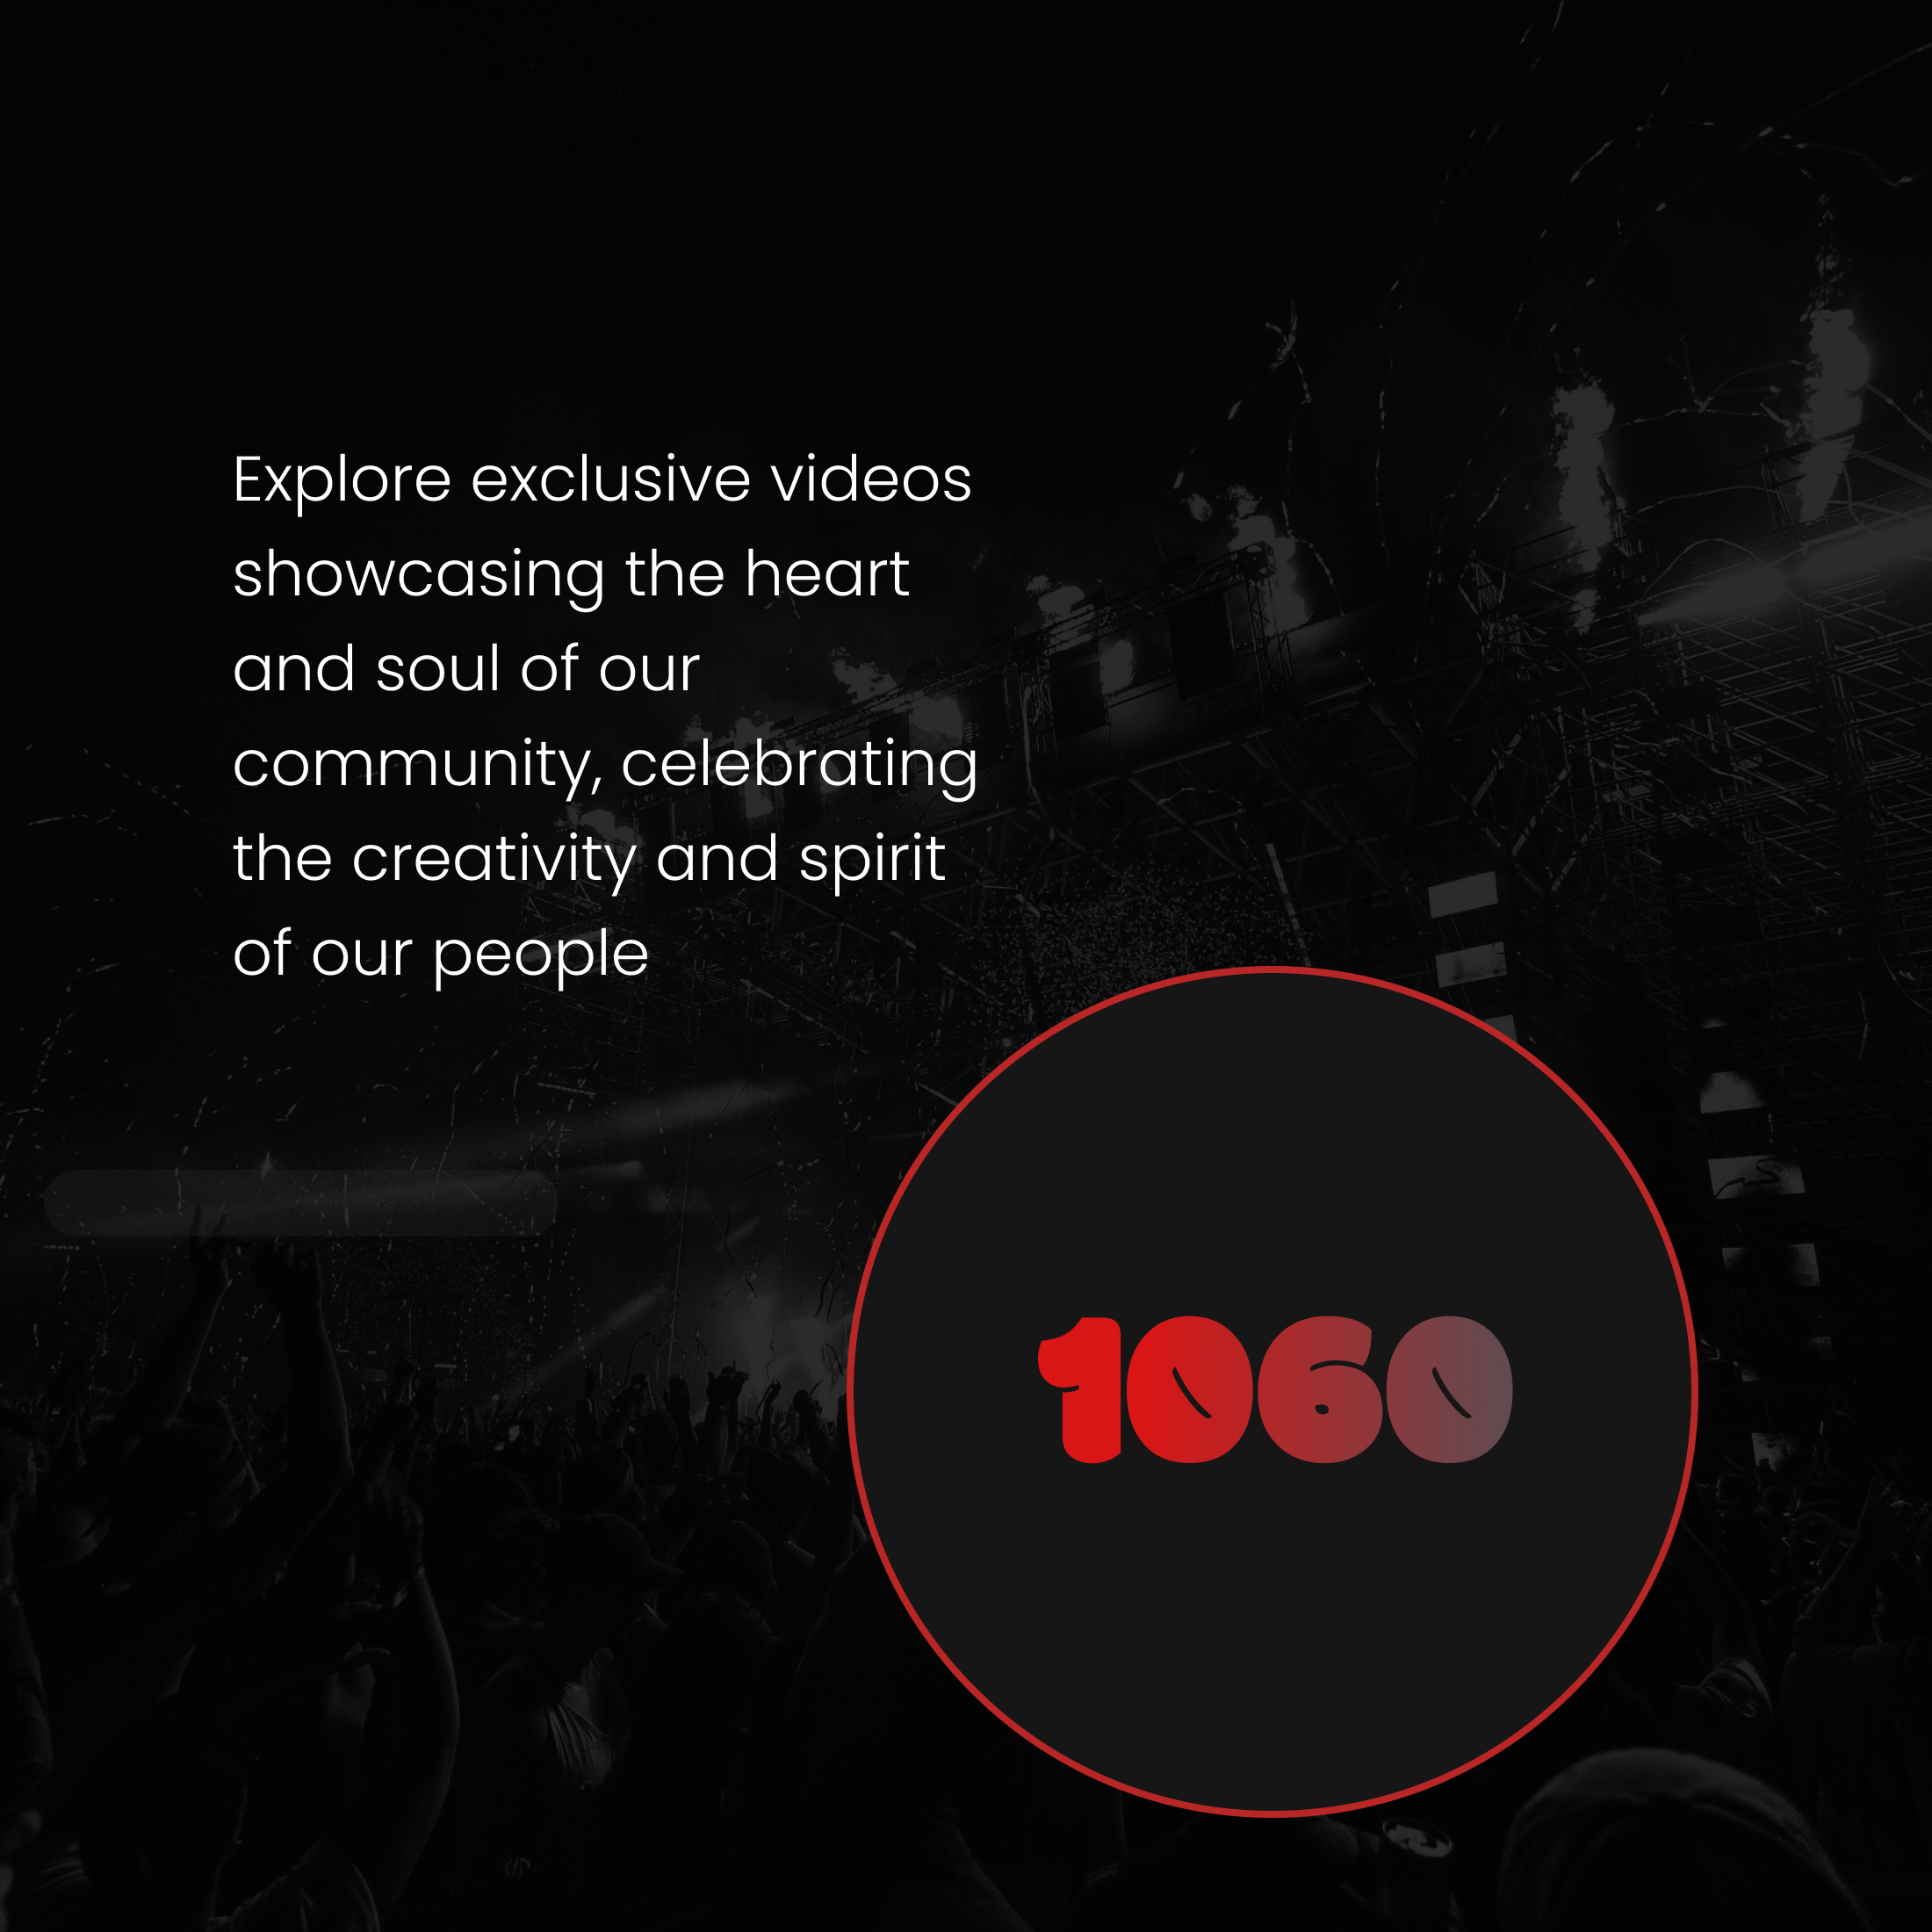 Explore exclusive videos
showcasing the heart
and soul of our
community, celebrating
the creativity and spirit
of our people
1060